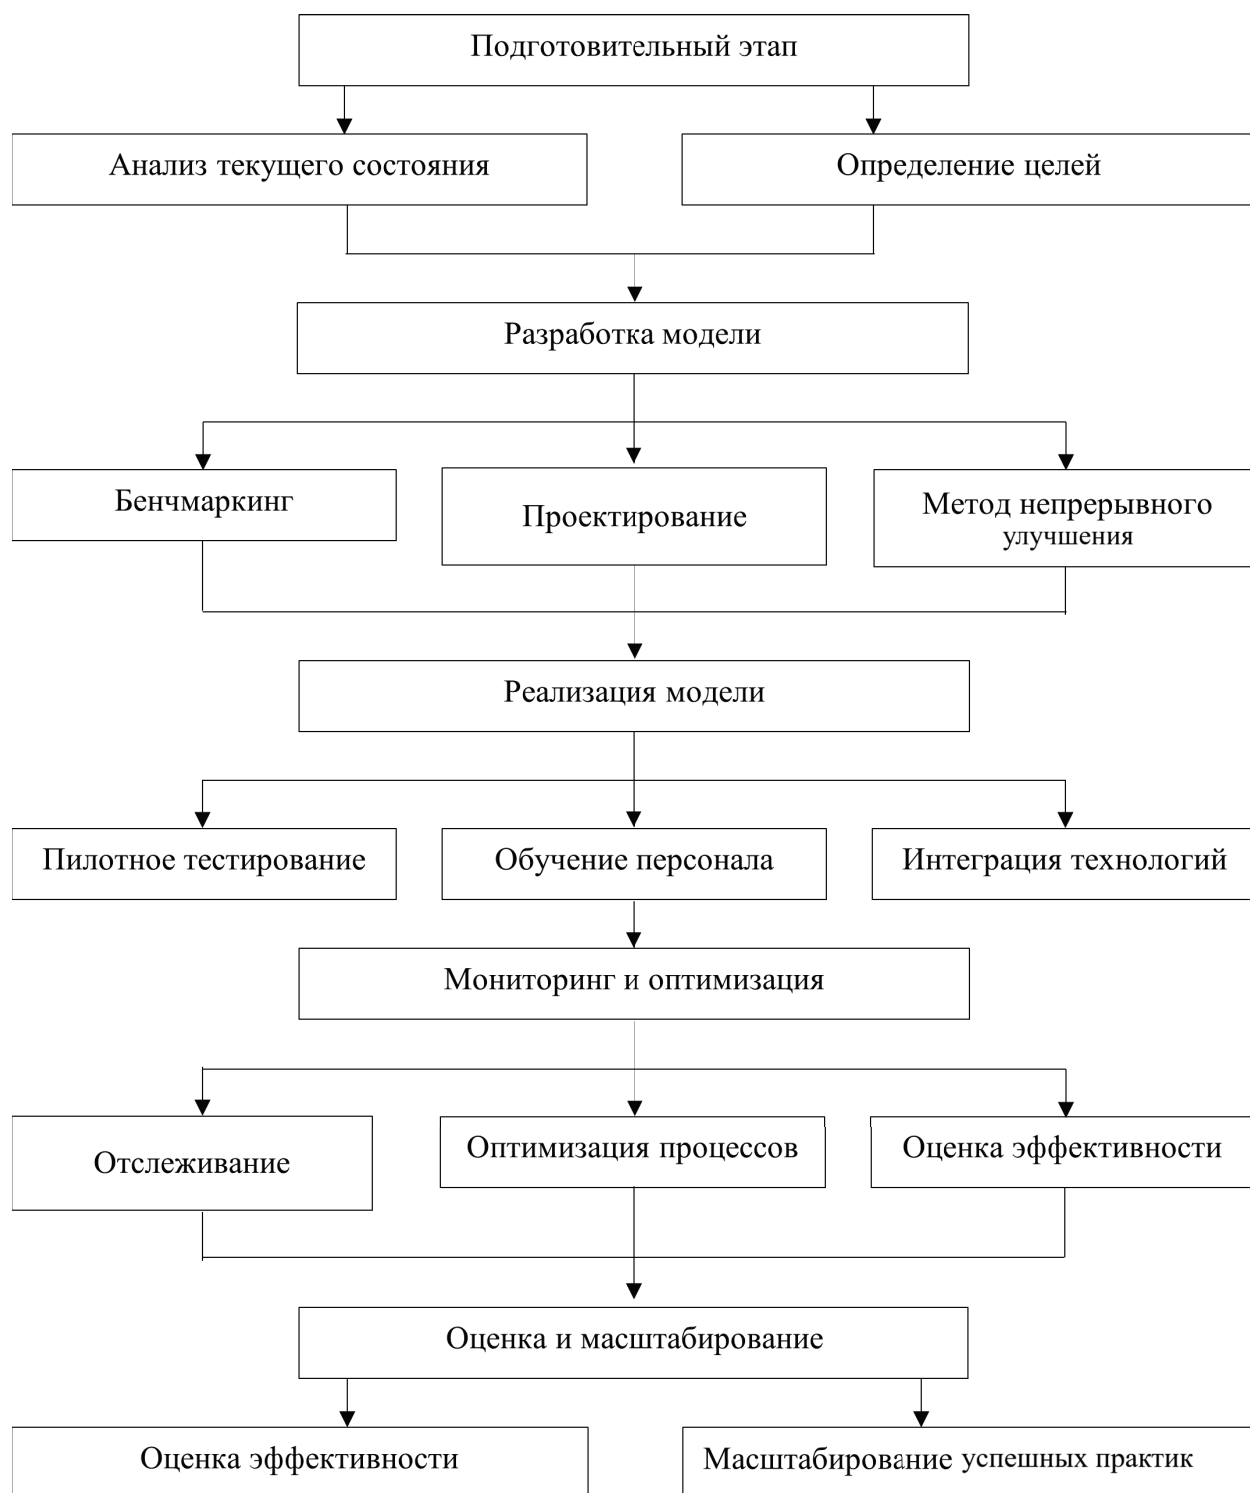 Подготовительный этап
Анализ текущего состояния
Определение целей
Разработка модели
Бенчмаркинг
Проектирование
Метод непрерывного
улучшения
Реализация модели
Пилотное тестирование
Обучение персонала
Интеграция технологий
Мониторинг и оптимизация
Отслеживание
Оптимизация процессов
Оценка эффективности
Оценка и масштабирование
Оценка эффективности
Масштабирование успешных практик